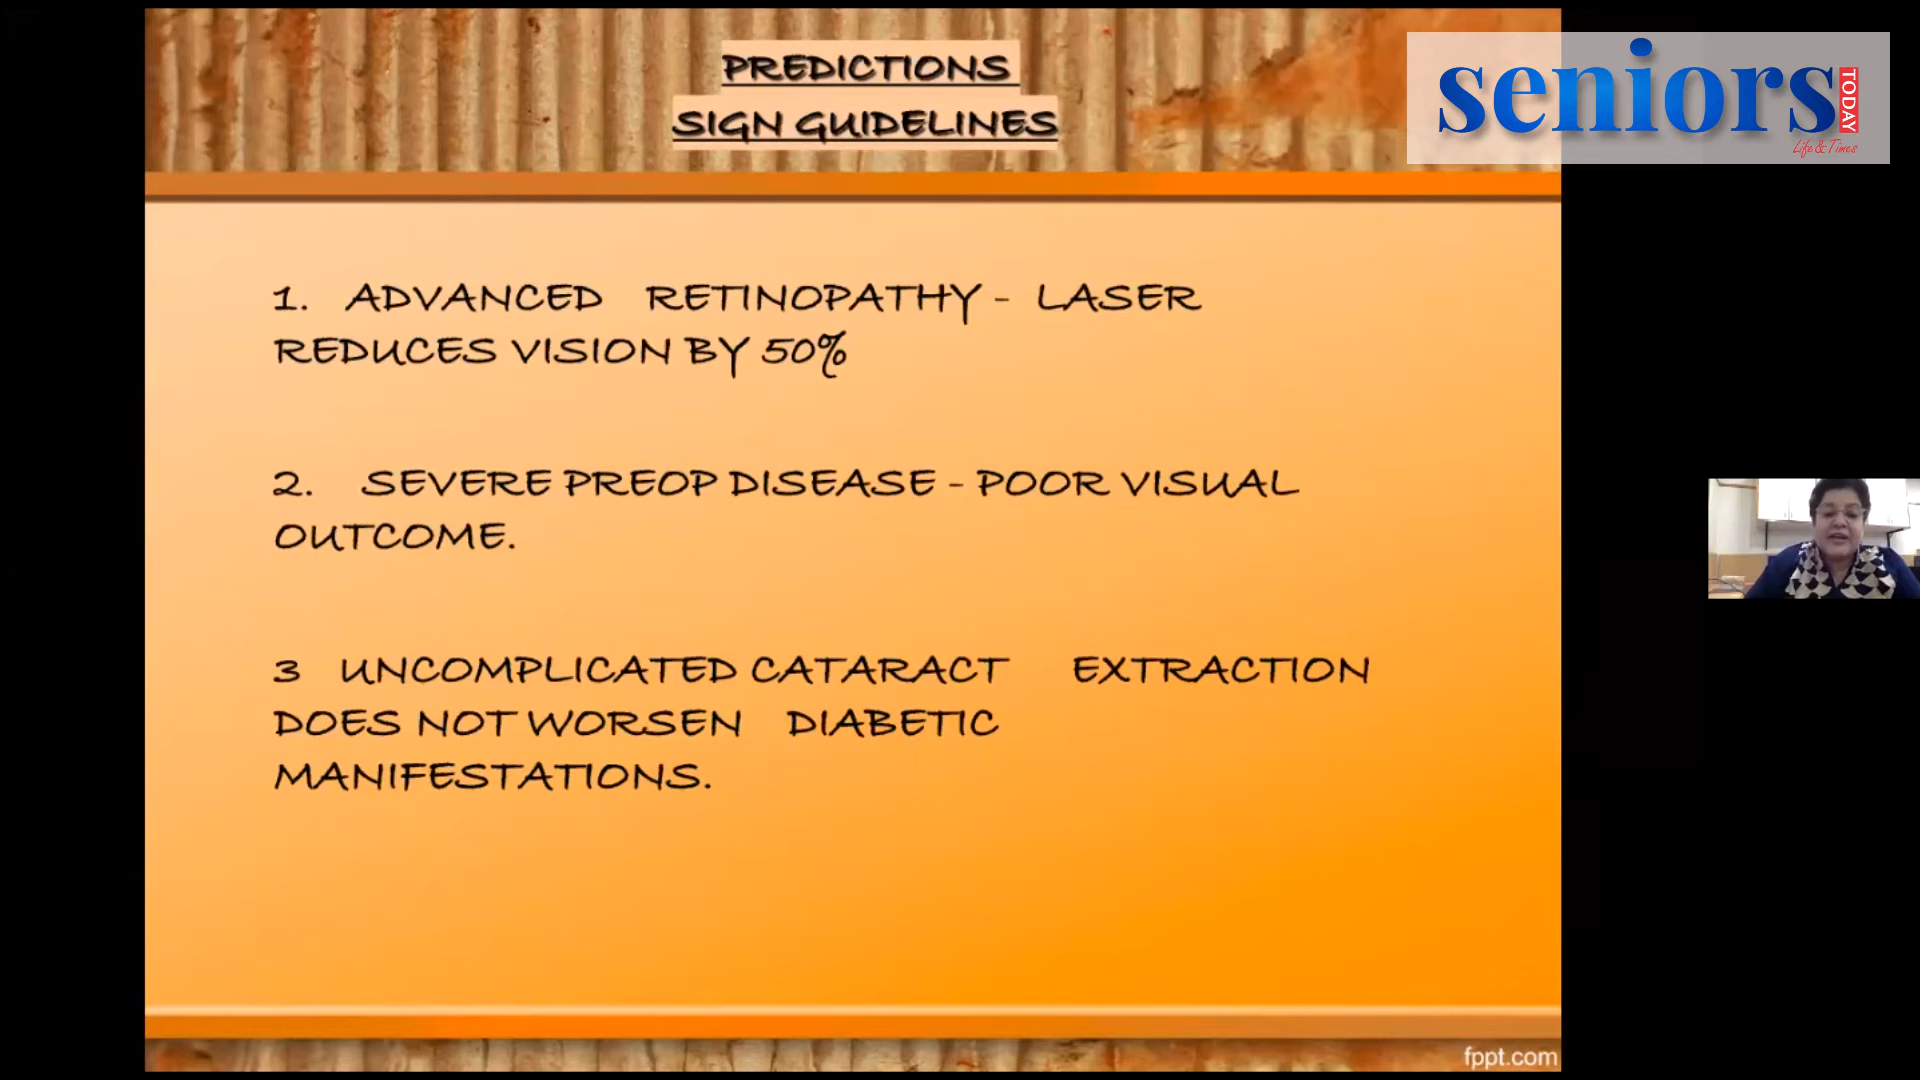 PREDICTIONS
SIGN GUIDELINES
seniors
TODAY
Life & Times
1. ADVANCED RETINOPATHY - LASER
REDUCES VISION BY 50%
2. SEVERE PREOP DISEASE - POOR VISUAL
OUTCOME.
3 UNCOMPLICATED CATARACT EXTRACTION
DOES NOT WORSEN DIABETIC
MANIFESTATIONS.
fppt.com